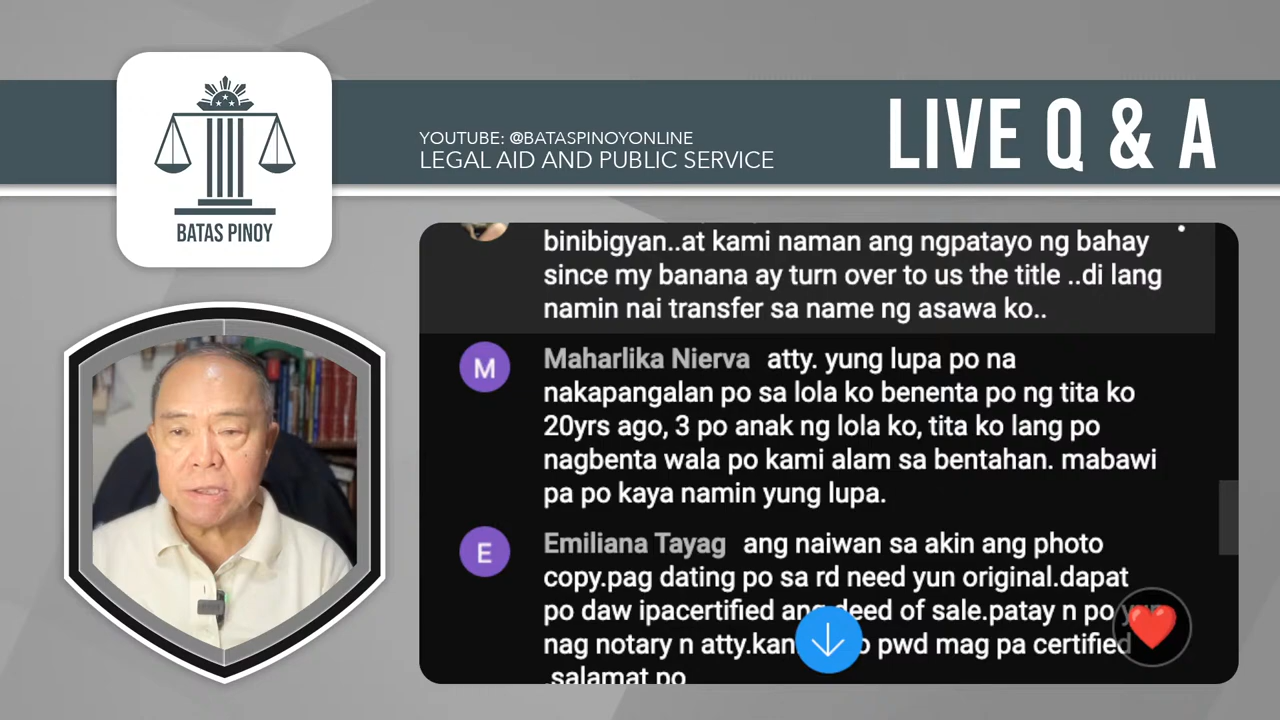 BATAS PINOY
YOUTUBE: @BATASPINOYONLINE
LEGAL AID AND PUBLIC SERVICE
LIVE Q & A
binibigyan..at kami naman ang ngpatayo ng bahay
since my banana ay turn over to us the title ..di lang
namin nai transfer sa name ng asawa ko..
M
Maharlika Nierva atty. yung lupa po na
nakapangalan po sa lola ko benenta po ng tita ko
20yrs ago, 3 po anak ng lola ko, tita ko lang po
nagbenta wala po kami alam sa bentahan. mabawi
pa po kaya namin yung lupa.
E
Emiliana Tayag ang naiwan sa akin ang photo
copy.pag dating po sa rd need yun original.dapat
po daw ipacertified ang deed of sale.patay n po
nag notary n pwd mag pa certified
.salamat po